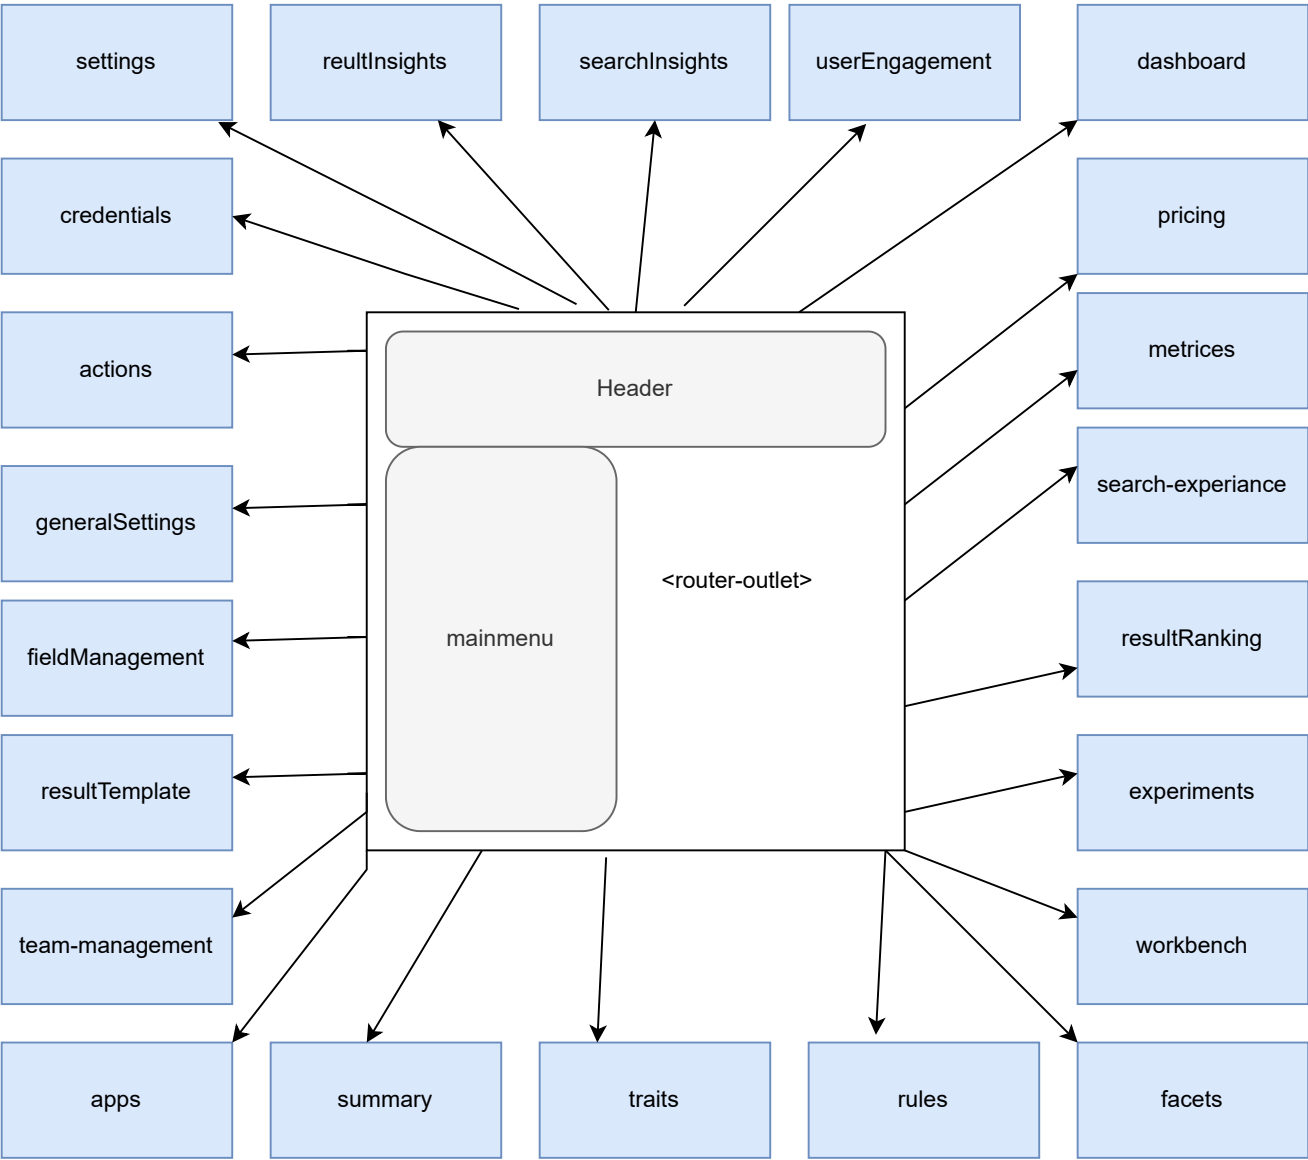 settings
reultInsights
searchInsights
userEngagement
dashboard
credentials
pricing
metrices
actions
Header
search-experiance
generalSettings
<router-outlet>
mainmenu
resultRanking
fieldManagement
resultTemplate
experiments
team-management
workbench
apps
summary
traits
rules
facets